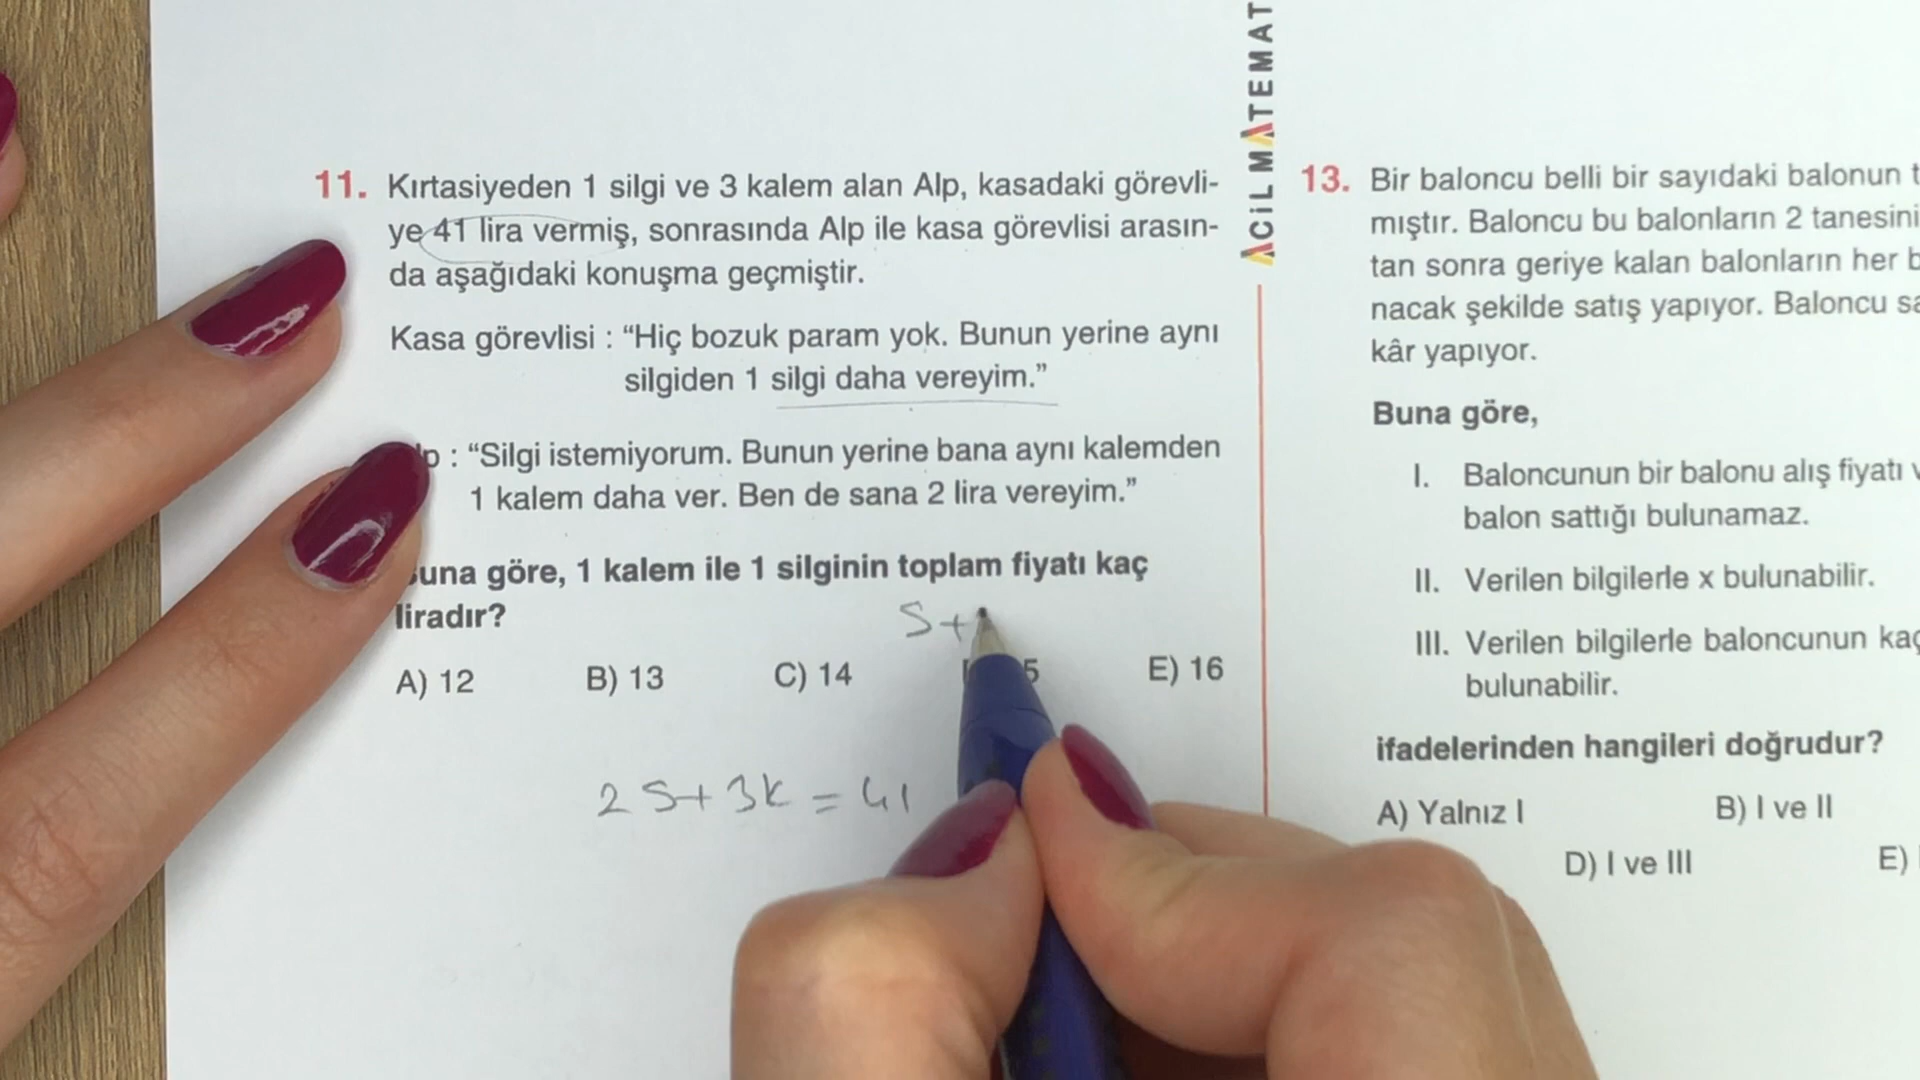 ACİLMATEMAT
11. Kırtasiyeden 1 silgi ve 3 kalem alan Alp, kasadaki görevli-
ye 41 lira vermiş, sonrasında Alp ile kasa görevlisi arasın-
da aşağıdaki konuşma geçmiştir.
Kasa görevlisi : “Hiç bozuk param yok. Bunun yerine aynı
silgiden 1 silgi daha vereyim.”
: “Silgi istemiyorum. Bunun yerine bana aynı kalemden
1 kalem daha ver. Ben de sana 2 lira vereyim.”
una göre, 1 kalem ile 1 silginin toplam fiyatı kaç
liradır?
S+
A) 12 B) 13 C) 14 5 E) 16
2S+3k=41
13. Bir baloncu belli bir sayıdaki balonun t
mıştır. Baloncu bu balonların 2 tanesini
tan sonra geriye kalan balonların her b
nacak şekilde satış yapıyor. Baloncu sa
kâr yapıyor.
Buna göre,
I. Baloncunun bir balonu alış fiyatı v
balon sattığı bulunamaz.
II. Verilen bilgilerle x bulunabilir.
III. Verilen bilgilerle baloncunun kaç
bulunabilir.
ifadelerinden hangileri doğrudur?
A) Yalnız I B) I ve II
D) I ve III E)